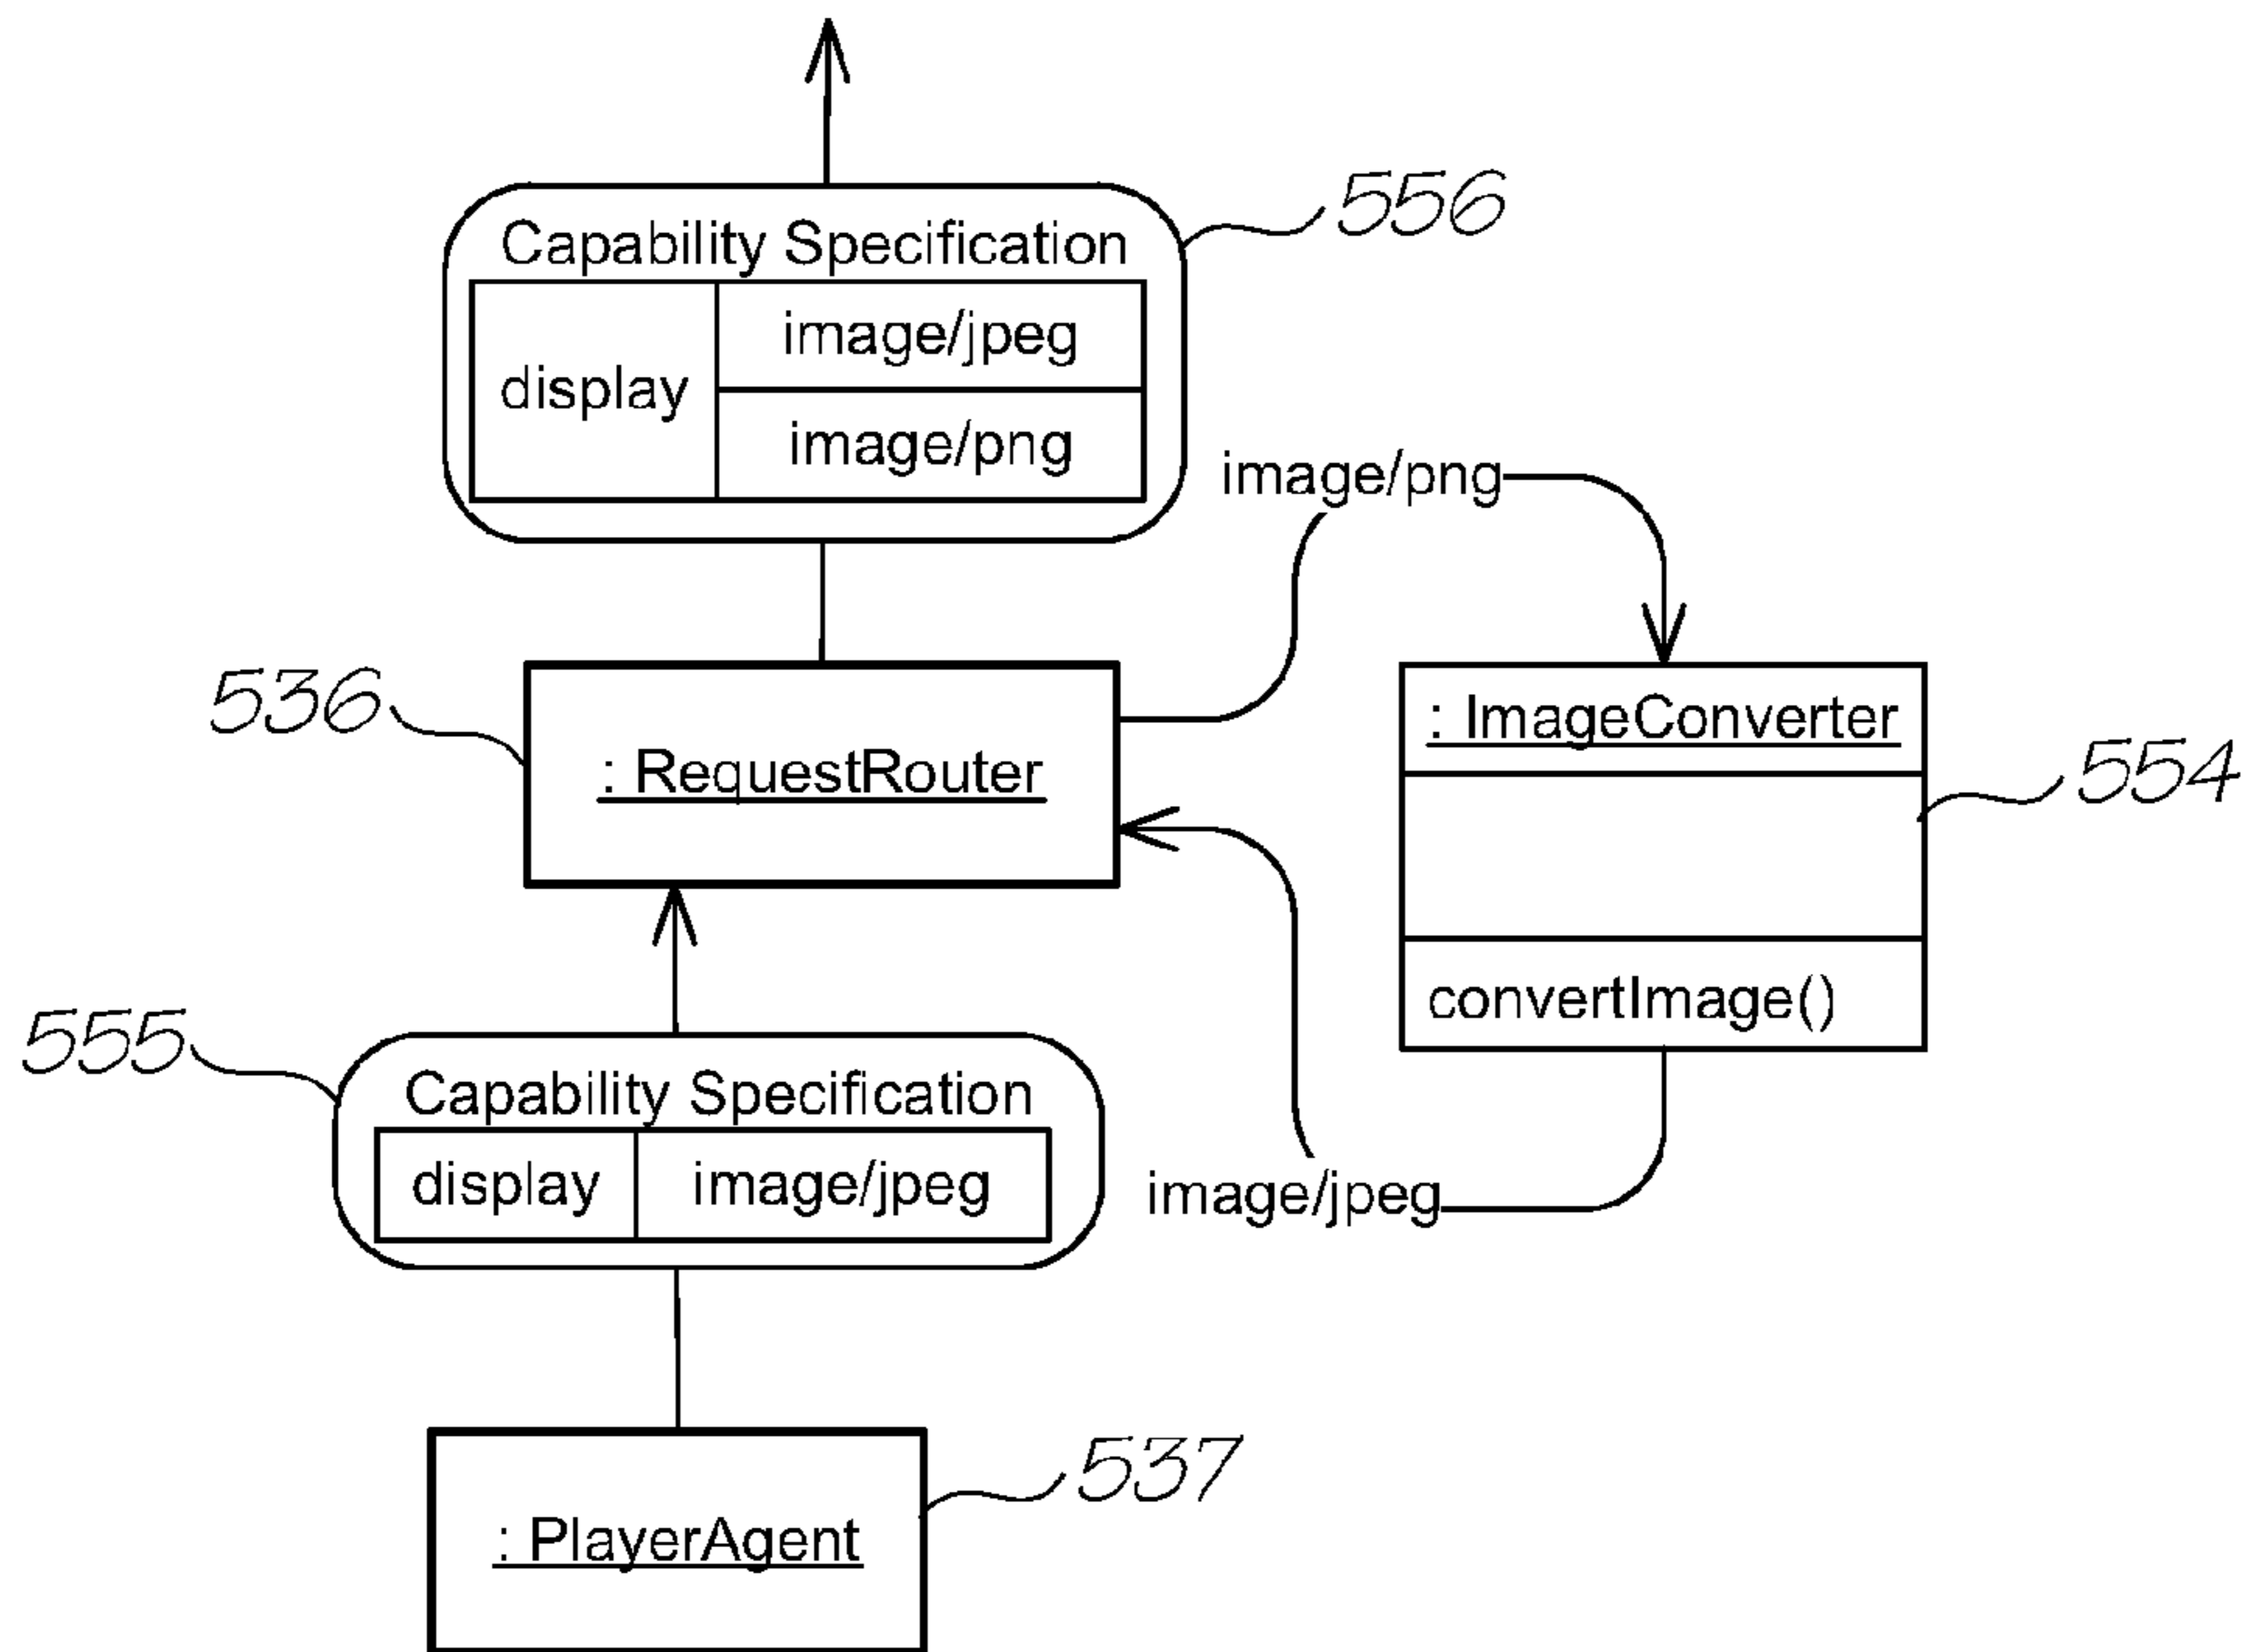 556
Capability Specification
display
image/jpeg
image/png
image/png
536
: RequestRouter
: ImageConverter
554
convertImage()
555
Capability Specification
display image/jpeg
image/jpeg
537
: PlayerAgent